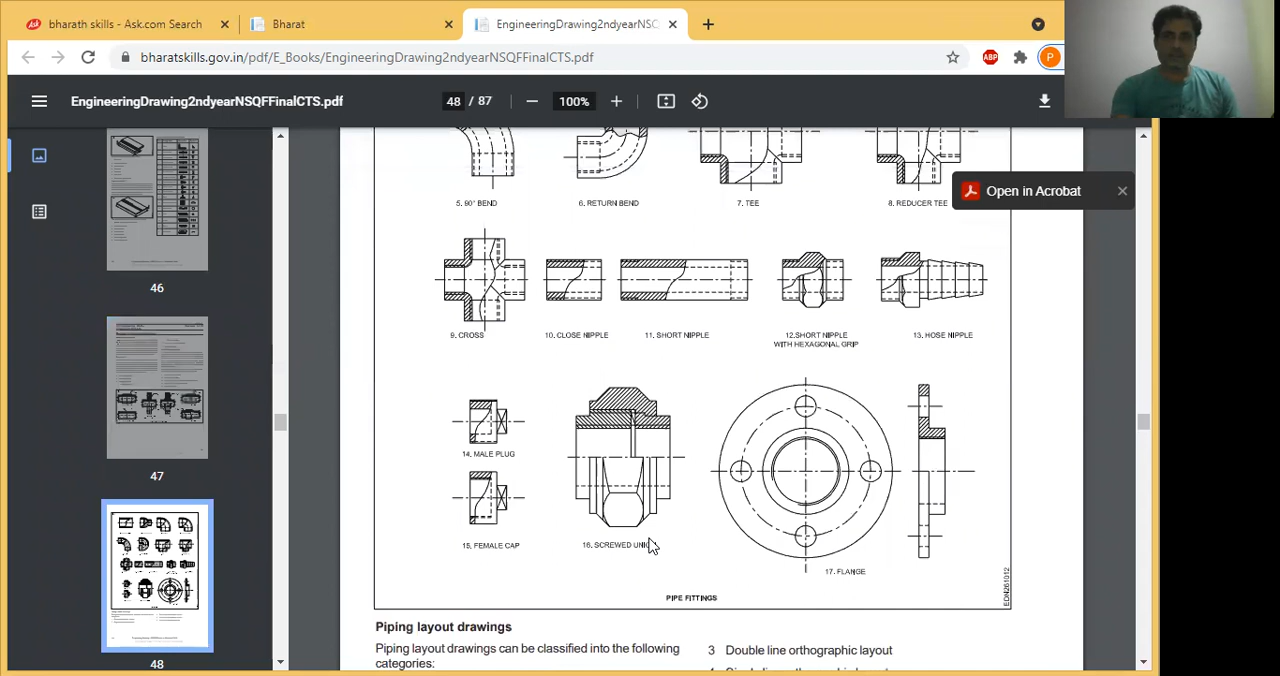 bharath skills - Ask.com Search
Bharat
EngineeringDrawing2ndyearNSQ
bharatskills.gov.in/pdf/E_Books/EngineeringDrawing2ndyearNSQFFinalCTS.pdf
ABP
P
EngineeringDrawing2ndyearNSQFFinalCTS.pdf
48 / 87
100%
Open in Acrobat
5. 90° BEND
6. RETURN BEND
7. TEE
8. REDUCER TEE
9. CROSS
10. CLOSE NIPPLE
11. SHORT NIPPLE
12.SHORT NIPPLE
WITH HEXAGONAL GRIP
13. HOSE NIPPLE
14. MALE PLUG
15. FEMALE CAP
16. SCREWED
17. FLANGE
PIPE FITTINGS
EDN261012
46
47
48
Piping layout drawings
Piping layout drawings can be classified into the following
categories:
3 Double line orthographic layout